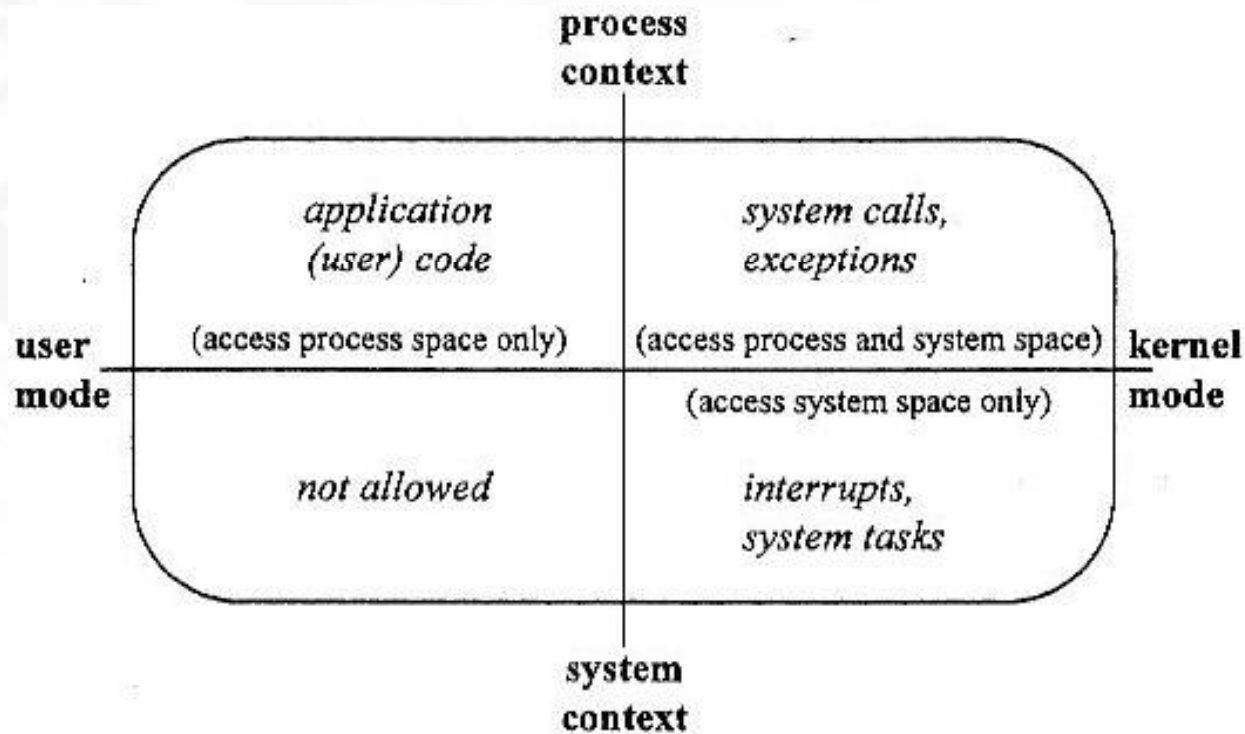 process
context
application
(user) code
system calls,
exceptions
(access process space only)
(access process and system space)
user
mode
kernel
mode
(access system space only)
not allowed
interrupts,
system tasks
system
context